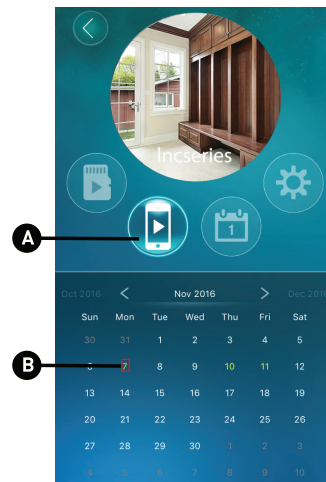 Incseries
1
A
Oct 2016 < Nov 2016 > Dec 2016
Sun Mon Tue Wed Thu Fri Sat
30 31 1 2 3 4 5
B
6 7 8 9 10 11 12
13 14 15 16 17 18 19
20 21 22 23 24 25 26
27 28 29 30 1 2 3
4 5 6 7 8 9 10